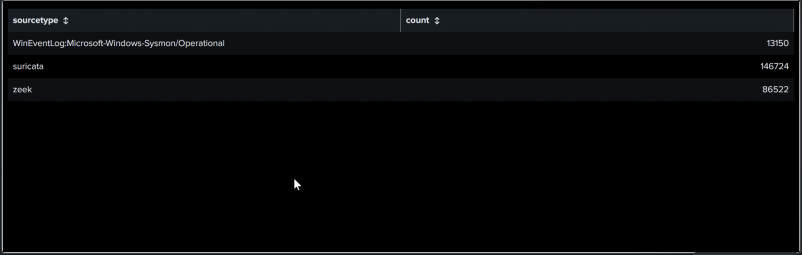 sourcetype count
WinEventLog:Microsoft-Windows-Sysmon/Operational 13150
suricata 146724
zeek 86522